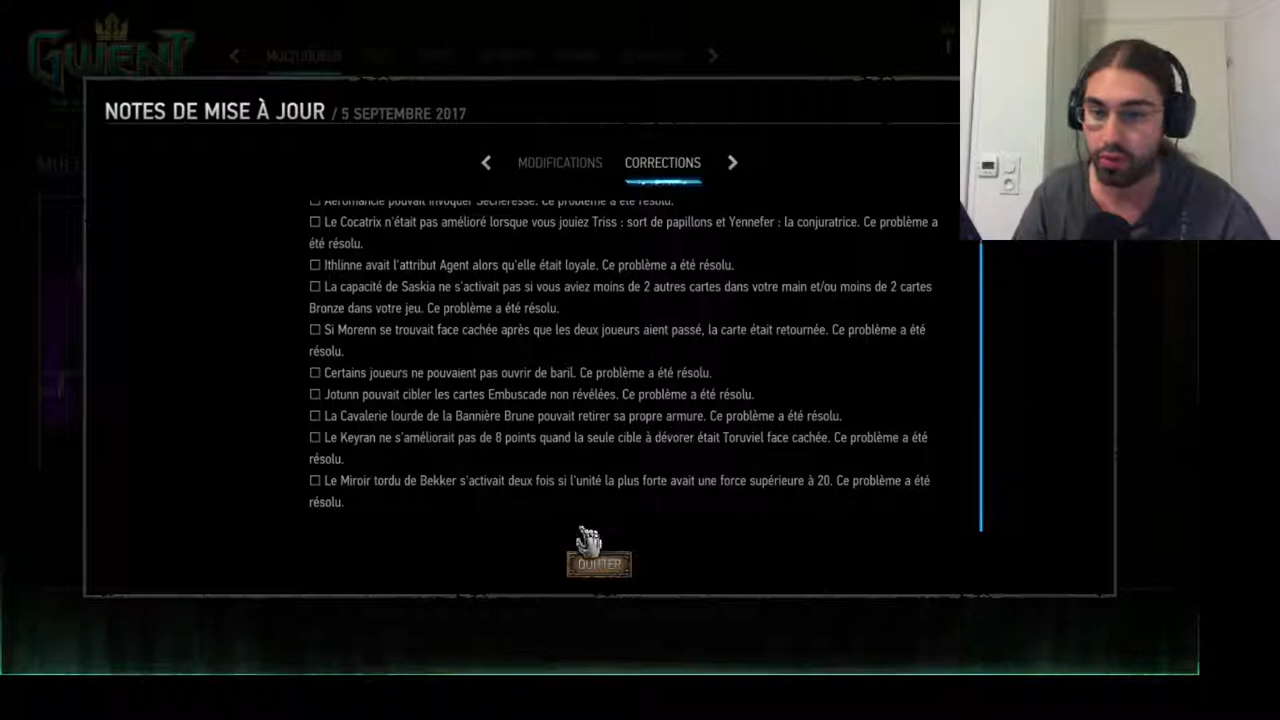 GWENT
NOTES DE MISE À JOUR / 5 SEPTEMBRE 2017
MODIFICATIONS CORRECTIONS
Aéromancie pouvait invoquer Sécheresse. Ce problème a été résolu.
Le Cocatrix n'était pas amélioré lorsque vous jouiez Triss : sort de papillons et Yennefer : la conjuratrice. Ce problème a
été résolu.
Ithlinne avait l'attribut Agent alors qu'elle était loyale. Ce problème a été résolu.
La capacité de Saskia ne s'activait pas si vous aviez moins de 2 autres cartes dans votre main et/ou moins de 2 cartes
Bronze dans votre jeu. Ce problème a été résolu.
Si Morenn se trouvait face cachée après que les deux joueurs aient passé, la carte était retournée. Ce problème a été
résolu.
Certains joueurs ne pouvaient pas ouvrir de baril. Ce problème a été résolu.
Jotunn pouvait cibler les cartes Embuscade non révélées. Ce problème a été résolu.
La Cavalerie lourde de la Bannière Brune pouvait retirer sa propre armure. Ce problème a été résolu.
Le Keyran ne s'améliorait pas de 8 points quand la seule cible à dévorer était Toruviel face cachée. Ce problème a été
résolu.
Le Miroir tordu de Bekker s'activait deux fois si l'unité la plus forte avait une force supérieure à 20. Ce problème a été
résolu.
QUITTER